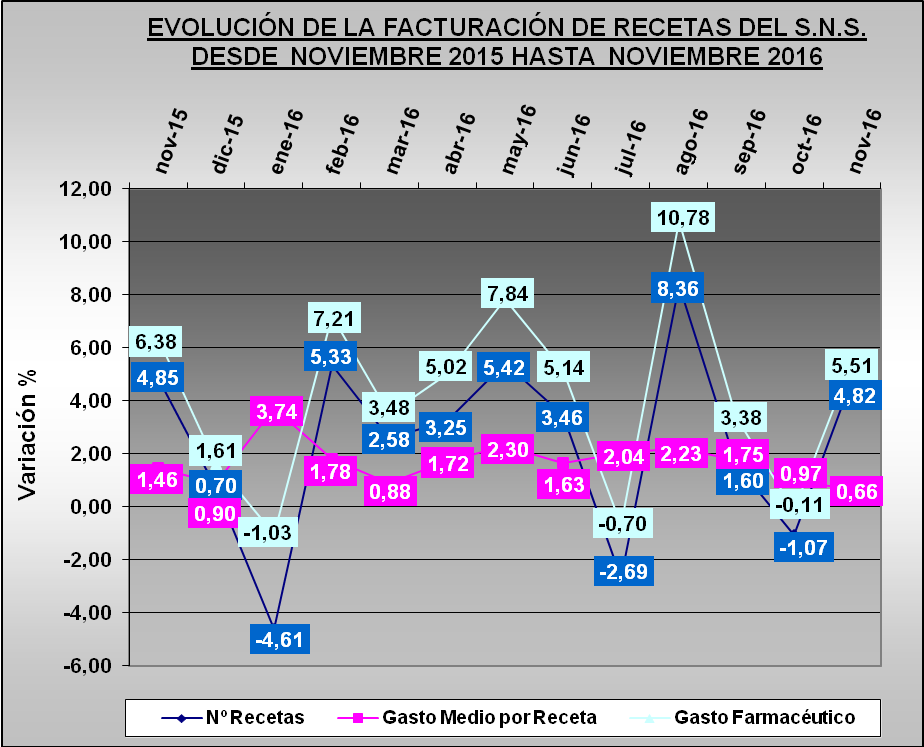 EVOLUCIÓN DE LA FACTURACIÓN DE RECETAS DEL S.N.S.
DESDE NOVIEMBRE 2015 HASTA NOVIEMBRE 2016
nov-15 dic-15 ene-16 feb-16 mar-16 abr-16 may-16 jun-16 jul-16 ago-16 sep-16 oct-16 nov-16
Variación %
12,00
10,00
8,00
6,00
4,00
2,00
0,00
-2,00
-4,00
-6,00
6,38 1,61 -1,03 7,21 3,48 5,02 7,84 5,14 -0,70 10,78 3,38 -0,11 5,51
4,85 0,70 -4,61 5,33 2,58 3,25 5,42 3,46 -2,69 8,36 1,60 -1,07 4,82
1,46 0,90 3,74 1,78 0,88 1,72 2,30 1,63 2,04 2,23 1,75 0,97 0,66
Nº Recetas Gasto Medio por Receta Gasto Farmacéutico